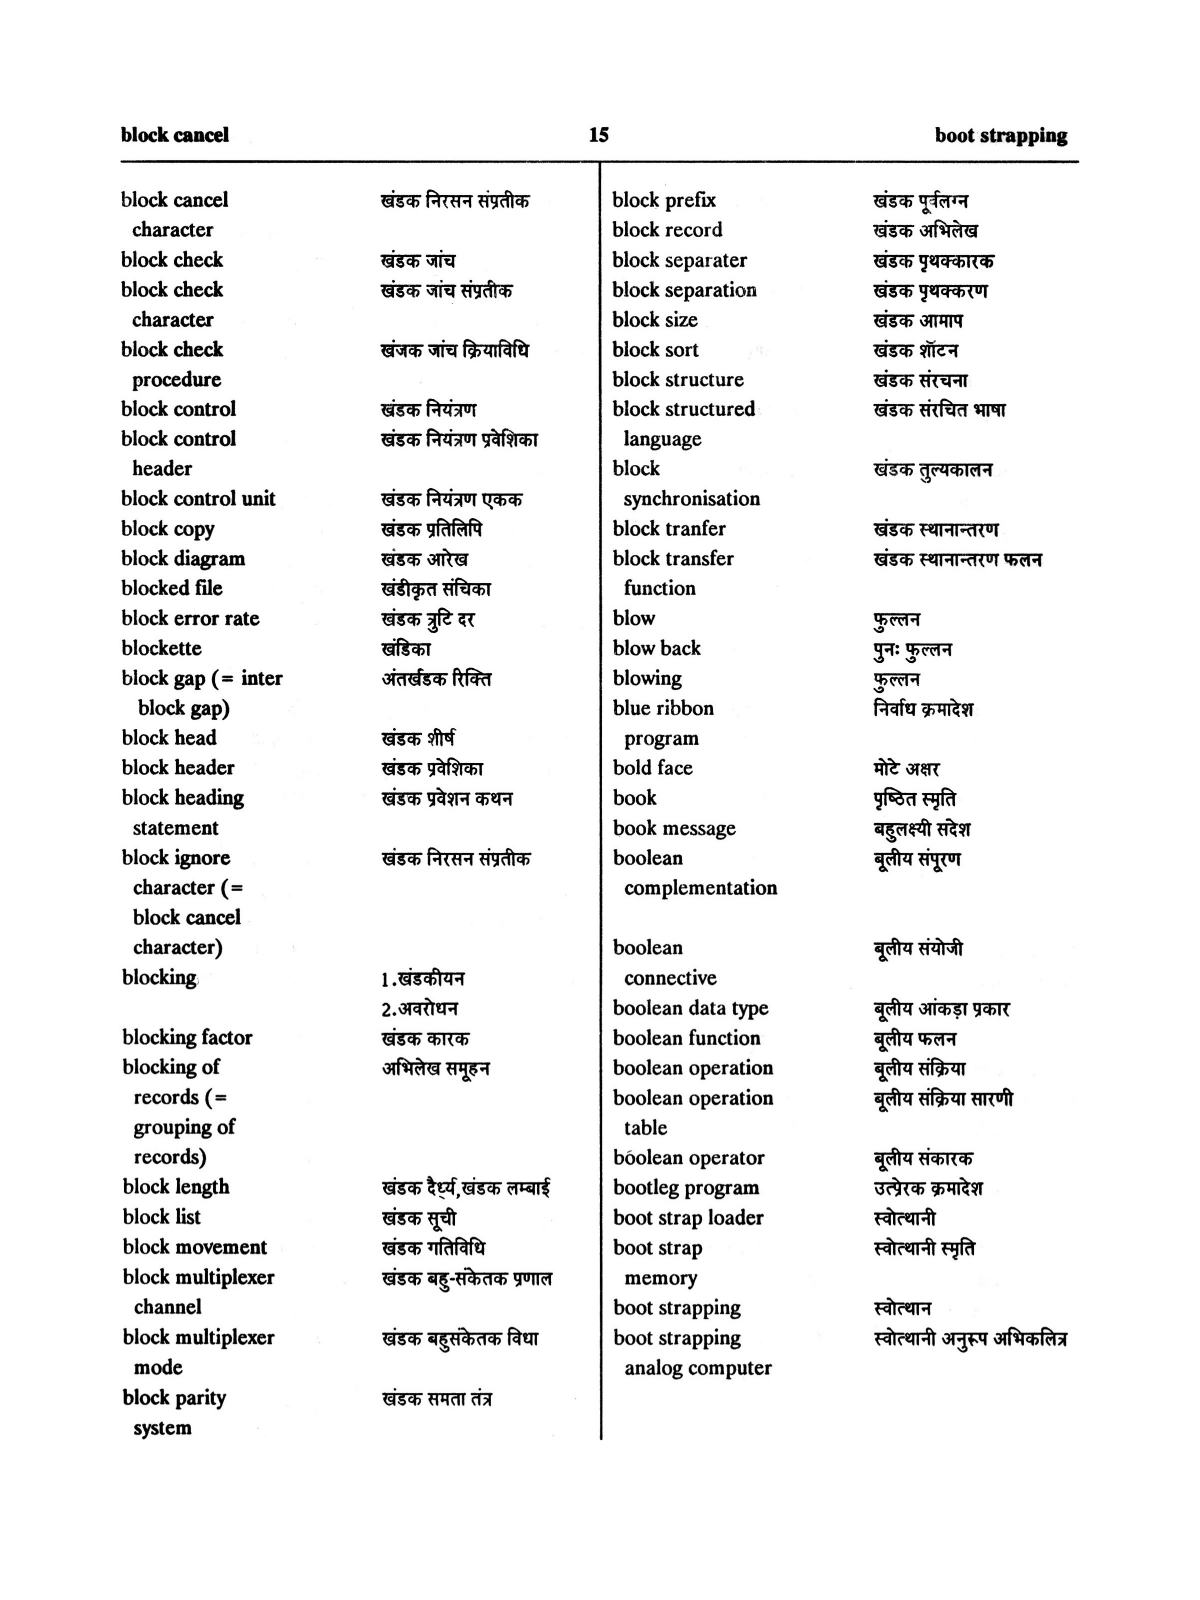 block cancel 15 boot strapping
block cancel खंडक निरसन संप्रतीक
character
block check खंडक जांच
block check खंडक जांच संप्रतीक
character
block check खंजक जांच क्रियाविधि
procedure
block control खंडक नियंत्रण
block control खंडक नियंत्रण प्रवेशिका
header
block control unit खंडक नियंत्रण एकक
block copy खंडक प्रतिलिपि
block diagram खंडक आरेख
blocked file खंडीकृत संचिका
block error rate खंडक त्रुटि दर
blockette खंडिका
block gap (= inter अंतर्खंडक रिक्ति
block gap)
block head खंडक शीर्ष
block header खंडक प्रवेशिका
block heading खंडक प्रवेशन कथन
statement
block ignore खंडक निरसन संप्रतीक
character (=
block cancel
character)
blocking 1.खंडकीयन
2.अवरोधन
blocking factor खंडक कारक
blocking of अभिलेख समूहन
records (=
grouping of
records)
block length खंडक दैर्ध्य,खंडक लम्बाई
block list खंडक सूची
block movement खंडक गतिविधि
block multiplexer खंडक बहु-संकेतक प्रणाल
channel
block multiplexer खंडक बहुसंकेतक विधा
mode
block parity खंडक समता तंत्र
system
block prefix खंडक पूर्वलग्न
block record खंडक अभिलेख
block separater खंडक पृथक्कारक
block separation खंडक पृथक्करण
block size खंडक आमाप
block sort खंडक शॉटन
block structure खंडक संरचना
block structured खंडक संरचित भाषा
language
block खंडक तुल्यकालन
synchronisation
block tranfer खंडक स्थानान्तरण
block transfer खंडक स्थानान्तरण फलन
function
blow फुल्लन
blow back पुनः फुल्लन
blowing फुल्लन
blue ribbon निर्वाध क्रमादेश
program
bold face मोटे अक्षर
book पृष्ठित स्मृति
book message बहुलक्ष्यी संदेश
boolean बूलीय संपूरण
complementation
boolean बूलीय संयोजी
connective
boolean data type बूलीय आंकड़ा प्रकार
boolean function बूलीय फलन
boolean operation बूलीय संक्रिया
boolean operation बूलीय संक्रिया सारणी
table
boolean operator बूलीय संकारक
bootleg program उत्प्रेरक क्रमादेश
boot strap loader स्वोत्थानी
boot strap स्वोत्थानी स्मृति
memory
boot strapping स्वोत्थान
boot strapping स्वोत्थानी अनुरूप अभिकलित्र
analog computer